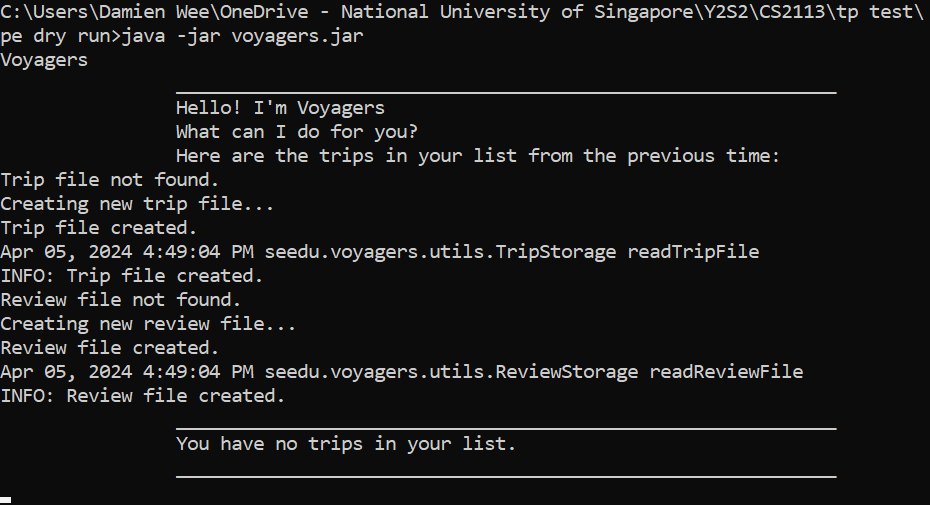 C:\Users\Damien Wee\OneDrive - National University of Singapore\Y2S2\CS2113\tp test\
pe dry run>java -jar voyagers.jar
Voyagers
Hello! I'm Voyagers
What can I do for you?
Here are the trips in your list from the previous time:
Trip file not found.
Creating new trip file...
Trip file created.
Apr 05, 2024 4:49:04 PM seedu.voyagers.utils.TripStorage readTripFile
INFO: Trip file created.
Review file not found.
Creating new review file...
Review file created.
Apr 05, 2024 4:49:04 PM seedu.voyagers.utils.ReviewStorage readReviewFile
INFO: Review file created.
You have no trips in your list.